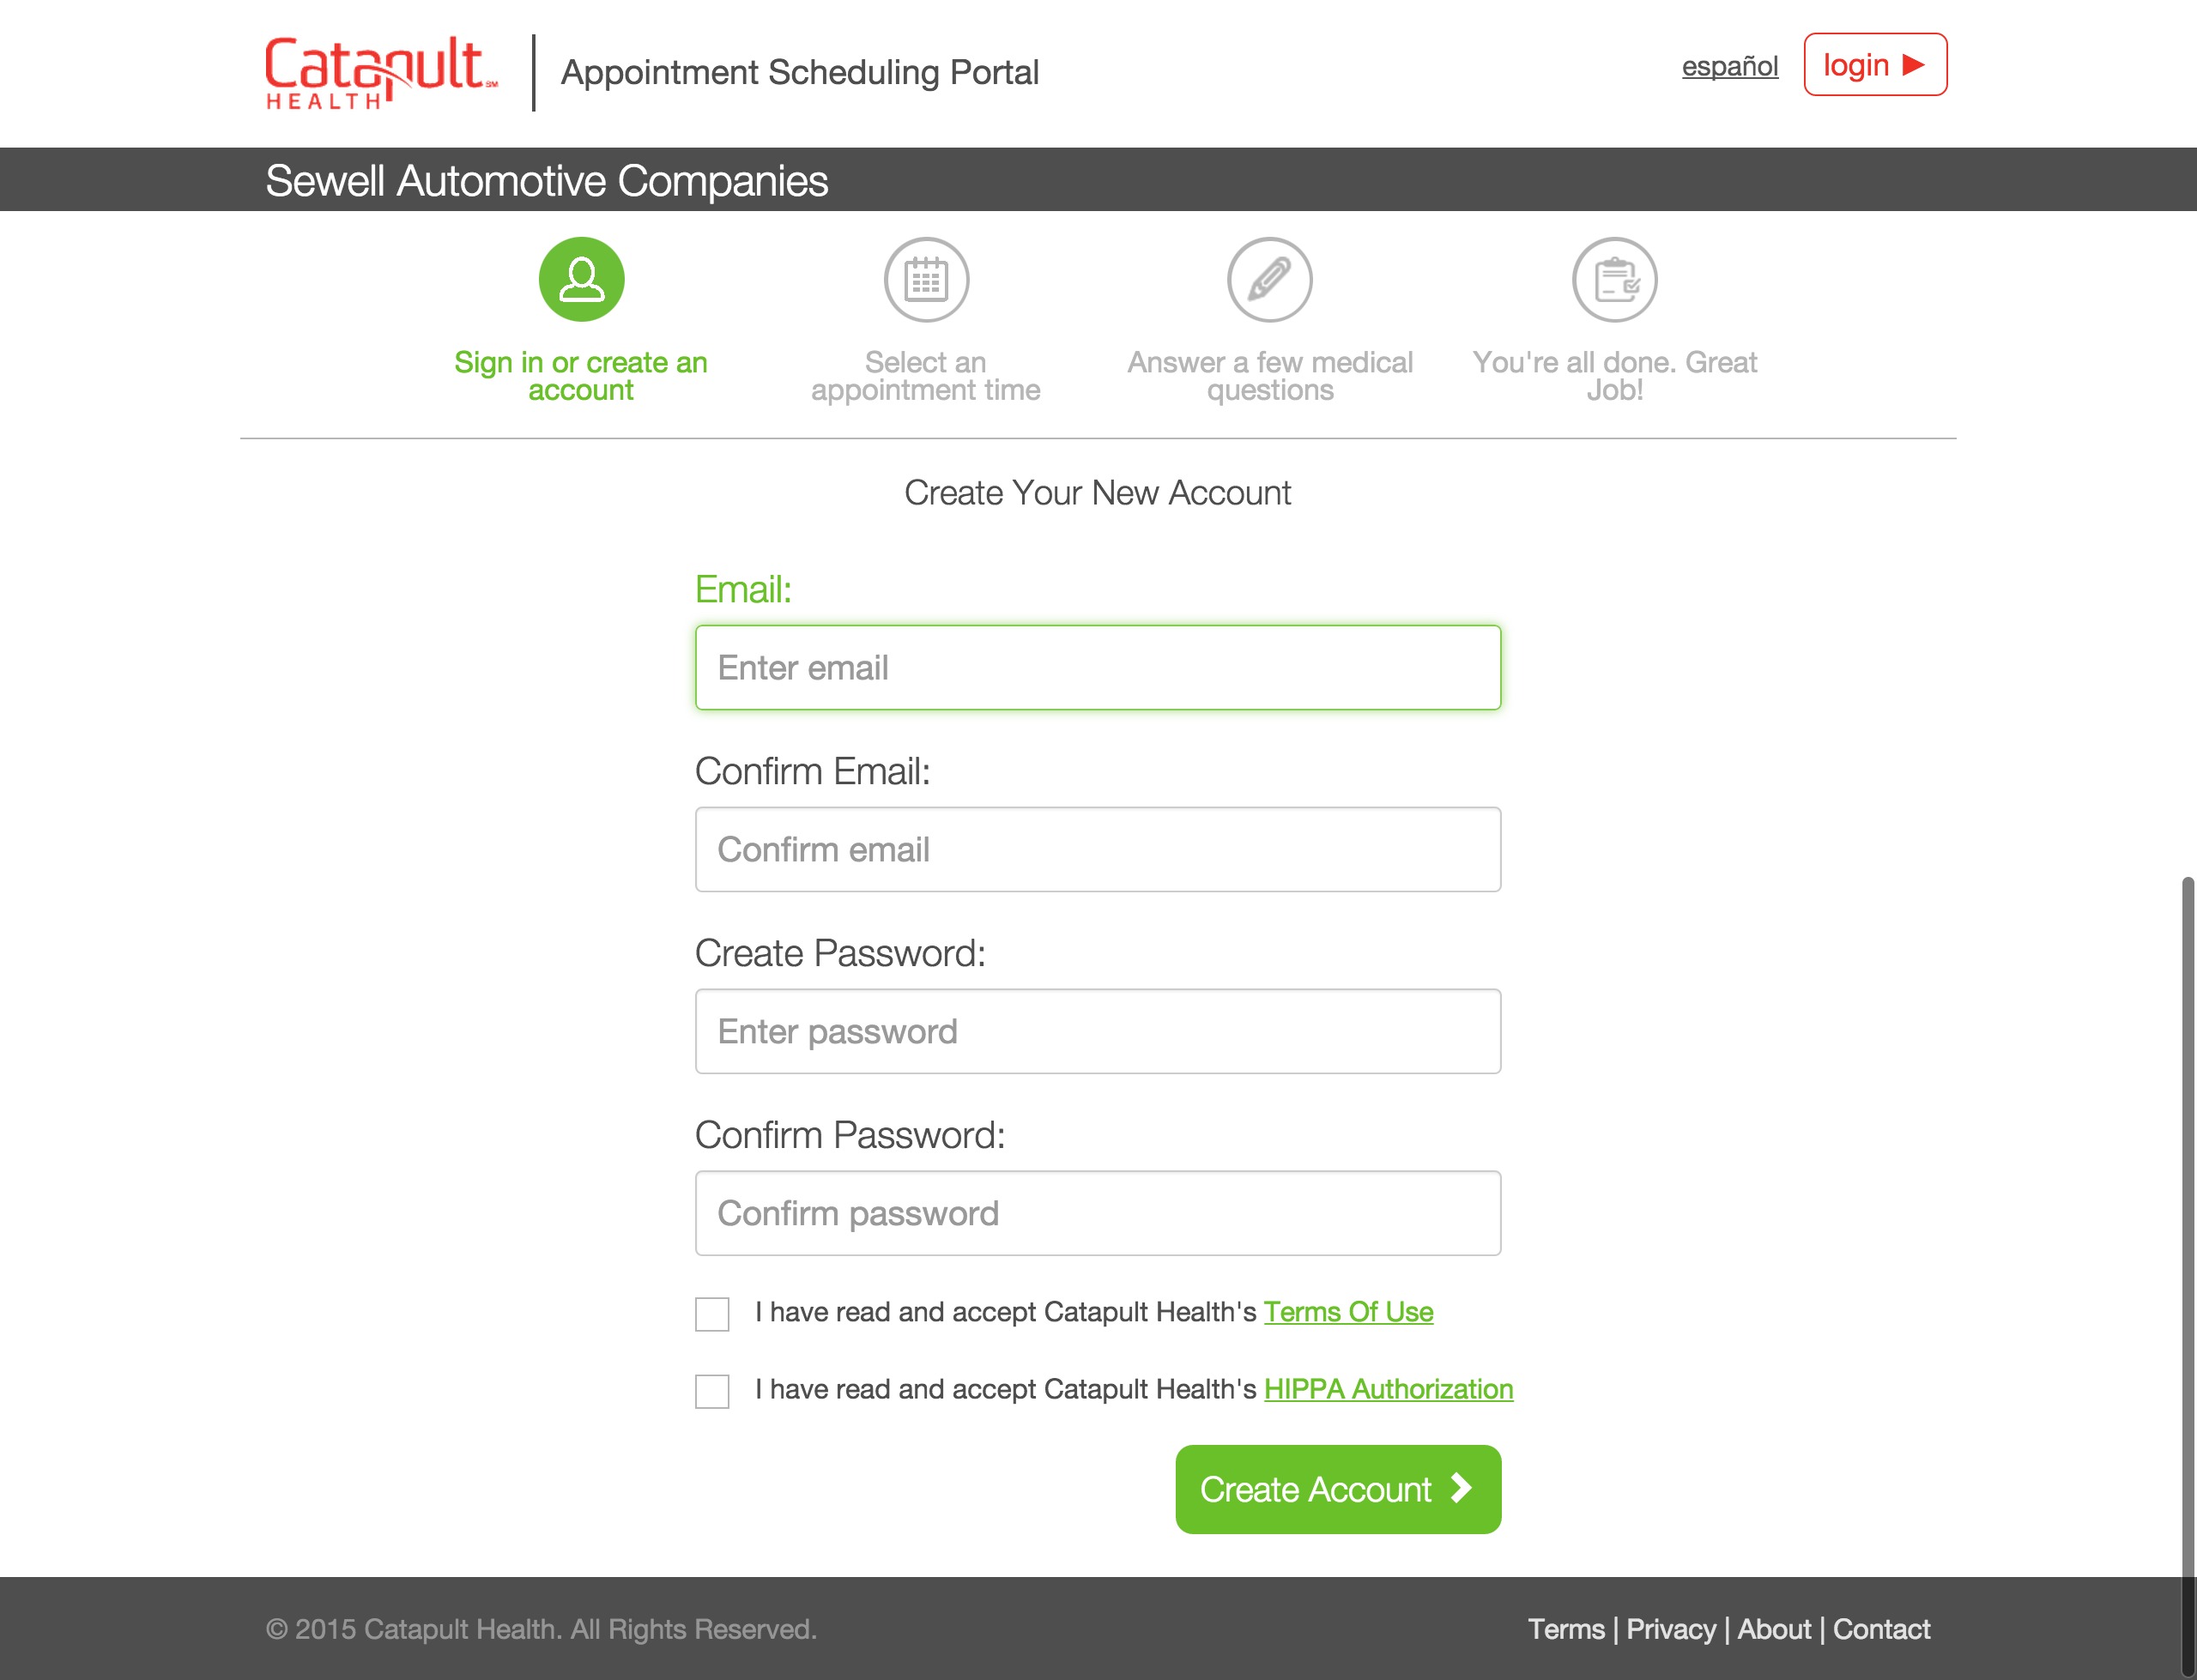 Catapult SM
HEALTH
Appointment Scheduling Portal
español
login
Sewell Automotive Companies
Sign in or create an
account
Select an
appointment time
Answer a few medical
questions
You're all done. Great
Job!
Create Your New Account
Email:
Enter email
Confirm Email:
Confirm email
Create Password:
Enter password
Confirm Password:
Confirm password
I have read and accept Catapult Health's Terms Of Use
I have read and accept Catapult Health's HIPPA Authorization
Create Account
© 2015 Catapult Health. All Rights Reserved.
Terms | Privacy | About | Contact